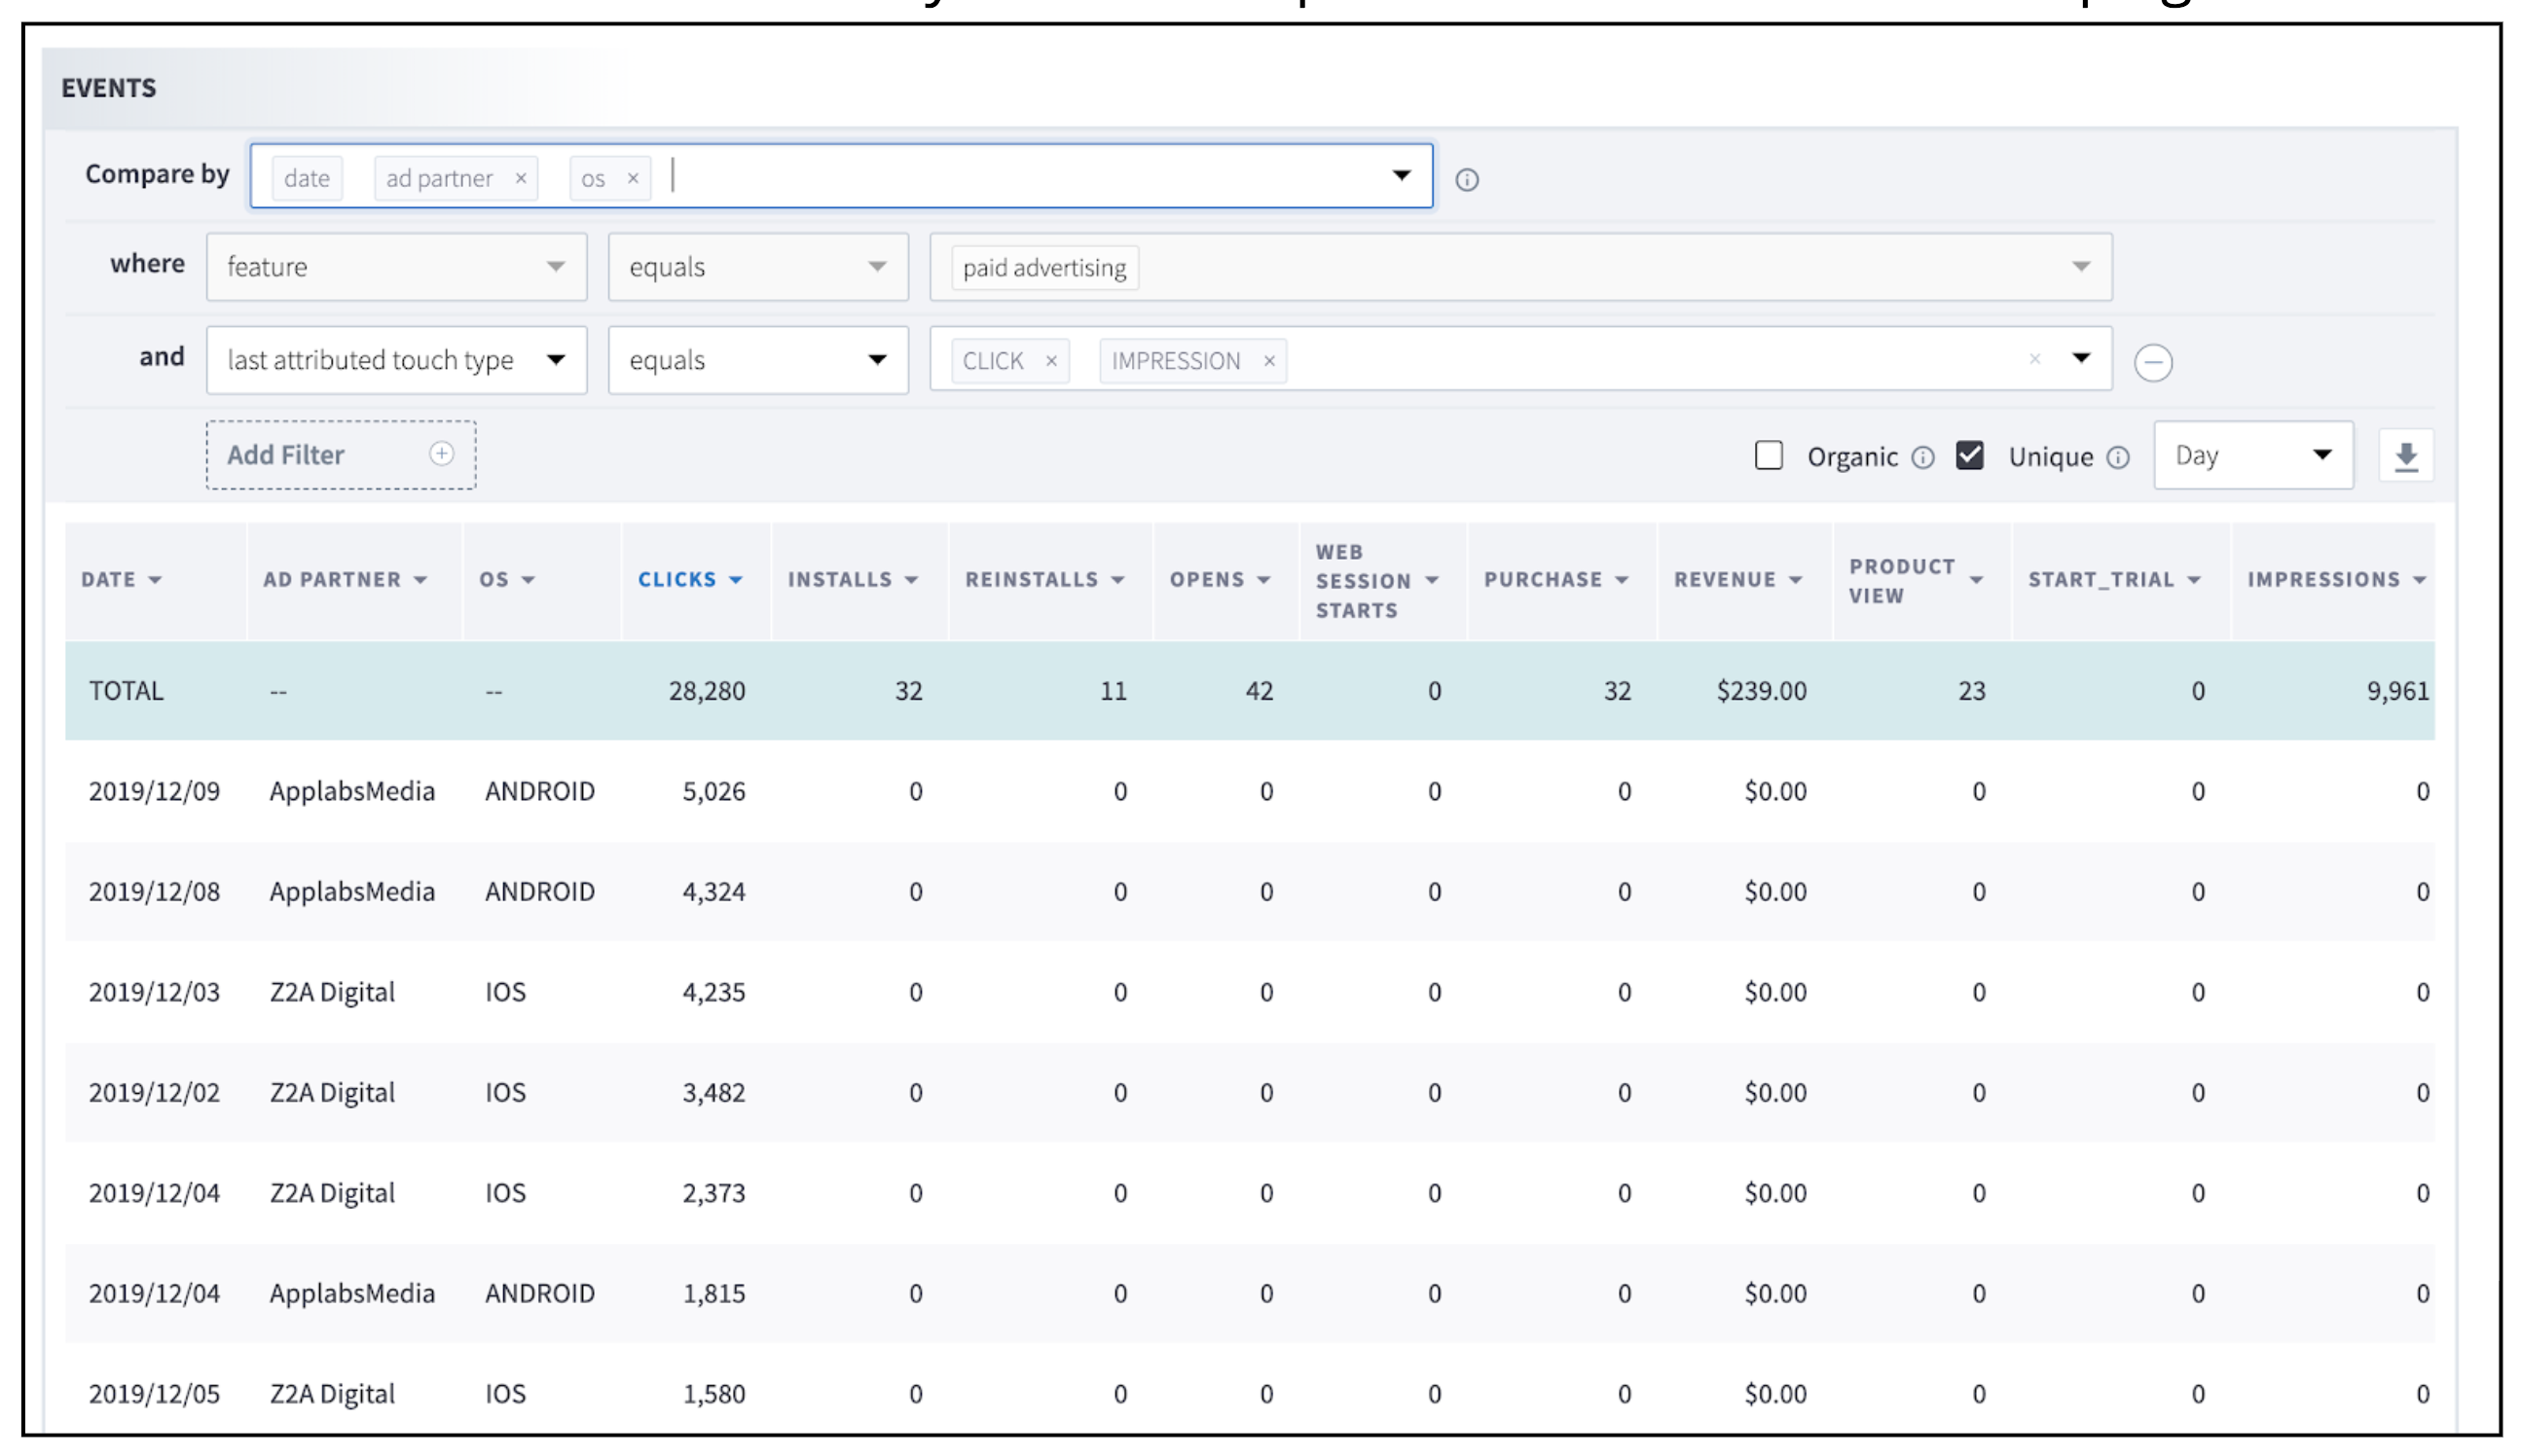 EVENTS
Compare by date ad partner × os ×
where feature equals paid advertising
and last attributed touch type equals CLICK × IMPRESSION × ×
Add Filter Organic Unique Day
DATE AD PARTNER OS CLICKS INSTALLS REINSTALLS OPENS WEB SESSION STARTS PURCHASE REVENUE PRODUCT VIEW START_TRIAL IMPRESSIONS
TOTAL -- -- 28,280 32 11 42 0 32 $239.00 23 0 9,961
2019/12/09 ApplabsMedia ANDROID 5,026 0 0 0 0 0 $0.00 0 0 0
2019/12/08 ApplabsMedia ANDROID 4,324 0 0 0 0 0 $0.00 0 0 0
2019/12/03 Z2A Digital IOS 4,235 0 0 0 0 0 $0.00 0 0 0
2019/12/02 Z2A Digital IOS 3,482 0 0 0 0 0 $0.00 0 0 0
2019/12/04 Z2A Digital IOS 2,373 0 0 0 0 0 $0.00 0 0 0
2019/12/04 ApplabsMedia ANDROID 1,815 0 0 0 0 0 $0.00 0 0 0
2019/12/05 Z2A Digital IOS 1,580 0 0 0 0 0 $0.00 0 0 0